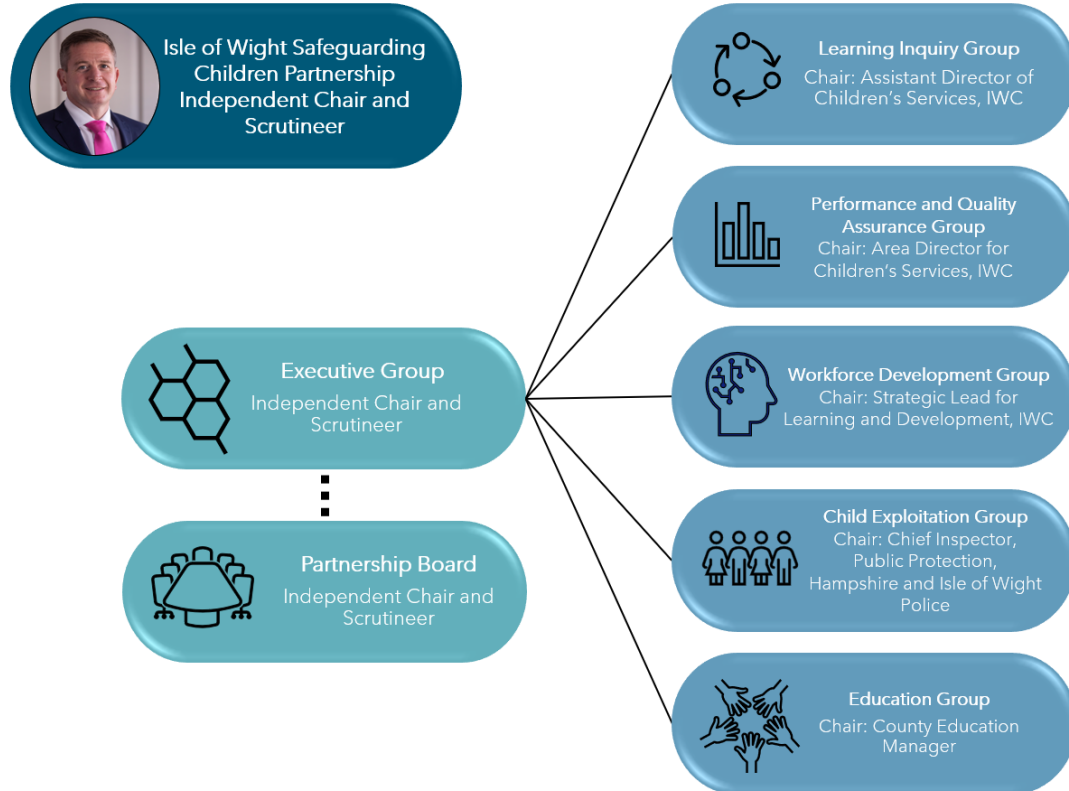 Isle of Wight Safeguarding
Children Partnership
Independent Chair and
Scrutineer
Executive Group
Independent Chair and
Scrutineer
Partnership Board
Independent Chair and
Scrutineer
Learning Inquiry Group
Chair: Assistant Director of
Children's Services, IWC
Performance and Quality
Assurance Group
Chair: Area Director for
Children's Services, IWC
Workforce Development Group
Chair: Strategic Lead for
Learning and Development, IWC
Child Exploitation Group
Chair: Chief Inspector,
Public Protection,
Hampshire and Isle of Wight
Police
Education Group
Chair: County Education
Manager